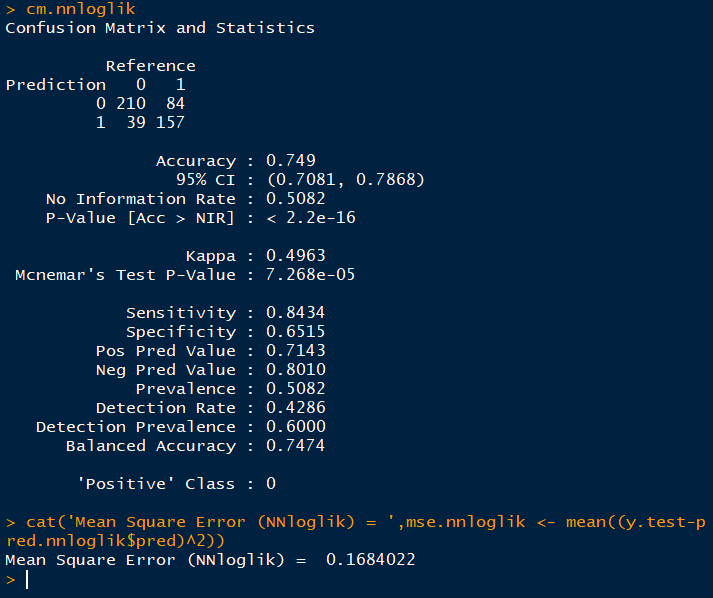 > cm.nnloglik
Confusion Matrix and Statistics
Reference
Prediction 0 1
0 210 84
1 39 157
Accuracy : 0.749
95% CI : (0.7081, 0.7868)
No Information Rate : 0.5082
P-Value [Acc > NIR] : < 2.2e-16
Kappa : 0.4963
Mcnemar's Test P-Value : 7.268e-05
Sensitivity : 0.8434
Specificity : 0.6515
Pos Pred Value : 0.7143
Neg Pred Value : 0.8010
Prevalence : 0.5082
Detection Rate : 0.4286
Detection Prevalence : 0.6000
Balanced Accuracy : 0.7474
'Positive' Class : 0
> cat('Mean Square Error (NNloglik) = ',mse.nnloglik <- mean((y.test-p
red.nnloglik$pred)^2))
Mean Square Error (NNloglik) =  0.1684022
>